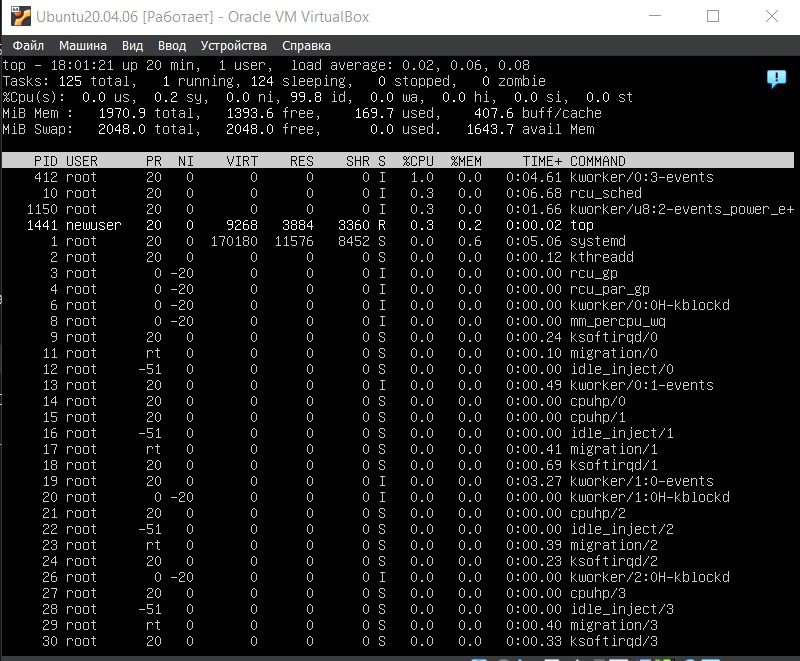 Ubuntu20.04.06 [Работает] - Oracle VM VirtualBox
Файл Машина Вид Ввод Устройства Справка
top - 18:01:21 up 20 min,  1 user,  load average: 0.02, 0.06, 0.08
Tasks: 125 total,   1 running, 124 sleeping,   0 stopped,   0 zombie
%Cpu(s):  0.0 us,  0.2 sy,  0.0 ni, 99.8 id,  0.0 wa,  0.0 hi,  0.0 si,  0.0 st
MiB Mem :   1970.9 total,   1393.6 free,    169.7 used,    407.6 buff/cache
MiB Swap:   2048.0 total,   2048.0 free,      0.0 used.   1643.7 avail Mem
PID USER PR NI VIRT RES SHR S %CPU %MEM TIME+ COMMAND
412 root 20 0 0 0 0 I 1.0 0.0 0:04.61 kworker/0:3-events
10 root 20 0 0 0 0 I 0.3 0.0 0:06.68 rcu_sched
1150 root 20 0 0 0 0 I 0.3 0.0 0:01.66 kworker/u8:2-events_power_e+
1441 newuser 20 0 9268 3884 3360 R 0.3 0.2 0:00.02 top
1 root 20 0 170180 11576 8452 S 0.0 0.6 0:05.06 systemd
2 root 20 0 0 0 0 S 0.0 0.0 0:00.12 kthreadd
3 root 0 -20 0 0 0 I 0.0 0.0 0:00.00 rcu_gp
4 root 0 -20 0 0 0 I 0.0 0.0 0:00.00 rcu_par_gp
6 root 0 -20 0 0 0 I 0.0 0.0 0:00.00 kworker/0:0H-kblockd
8 root 0 -20 0 0 0 I 0.0 0.0 0:00.00 mm_percpu_wq
9 root 20 0 0 0 0 S 0.0 0.0 0:00.24 ksoftirqd/0
11 root rt 0 0 0 0 S 0.0 0.0 0:00.10 migration/0
12 root -51 0 0 0 0 S 0.0 0.0 0:00.00 idle_inject/0
13 root 20 0 0 0 0 I 0.0 0.0 0:00.49 kworker/0:1-events
14 root 20 0 0 0 0 S 0.0 0.0 0:00.00 cpuhp/0
15 root 20 0 0 0 0 S 0.0 0.0 0:00.00 cpuhp/1
16 root -51 0 0 0 0 S 0.0 0.0 0:00.00 idle_inject/1
17 root rt 0 0 0 0 S 0.0 0.0 0:00.41 migration/1
18 root 20 0 0 0 0 S 0.0 0.0 0:00.69 ksoftirqd/1
19 root 20 0 0 0 0 I 0.0 0.0 0:03.27 kworker/1:0-events
20 root 0 -20 0 0 0 I 0.0 0.0 0:00.00 kworker/1:0H-kblockd
21 root 20 0 0 0 0 S 0.0 0.0 0:00.00 cpuhp/2
22 root -51 0 0 0 0 S 0.0 0.0 0:00.00 idle_inject/2
23 root rt 0 0 0 0 S 0.0 0.0 0:00.39 migration/2
24 root 20 0 0 0 0 S 0.0 0.0 0:00.23 ksoftirqd/2
26 root 0 -20 0 0 0 I 0.0 0.0 0:00.00 kworker/2:0H-kblockd
27 root 20 0 0 0 0 S 0.0 0.0 0:00.00 cpuhp/3
28 root -51 0 0 0 0 S 0.0 0.0 0:00.00 idle_inject/3
29 root rt 0 0 0 0 S 0.0 0.0 0:00.40 migration/3
30 root 20 0 0 0 0 S 0.0 0.0 0:00.33 ksoftirqd/3